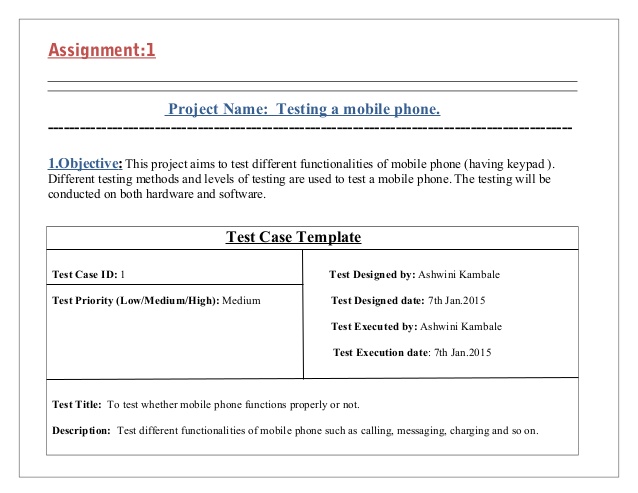 Assignment:1
Project Name: Testing a mobile phone.
1.Objective: This project aims to test different functionalities of mobile phone (having keypad ).
Different testing methods and levels of testing are used to test a mobile phone. The testing will be
conducted on both hardware and software.
Test Case Template
Test Case ID: 1
Test Priority (Low/Medium/High): Medium
Test Designed by: Ashwini Kambale
Test Designed date: 7th Jan.2015
Test Executed by: Ashwini Kambale
Test Execution date: 7th Jan.2015
Test Title: To test whether mobile phone functions properly or not.
Description: Test different functionalities of mobile phone such as calling, messaging, charging and so on.